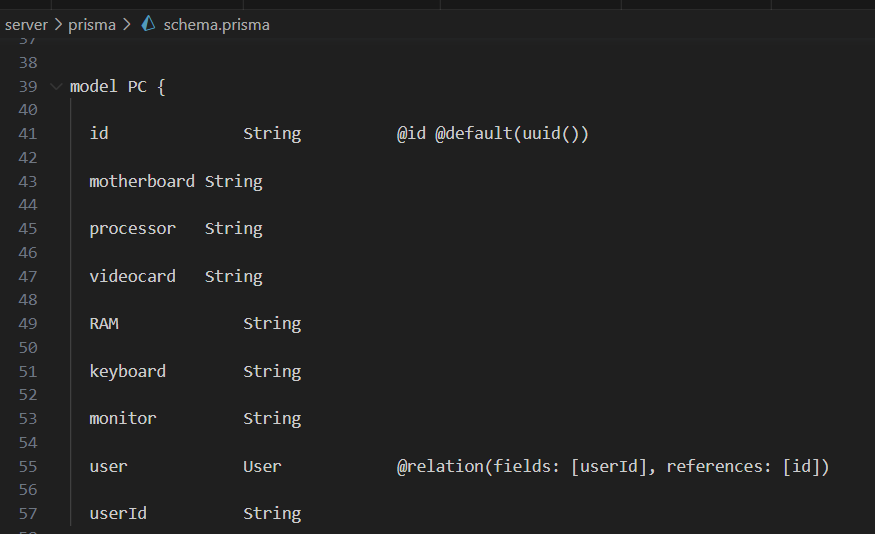 server > prisma > schema.prisma
37
38
39 model PC {
40
41 id String @id @default(uuid())
42
43 motherboard String
44
45 processor String
46
47 videocard String
48
49 RAM String
50
51 keyboard String
52
53 monitor String
54
55 user User @relation(fields: [userId], references: [id])
56
57 userId String
58